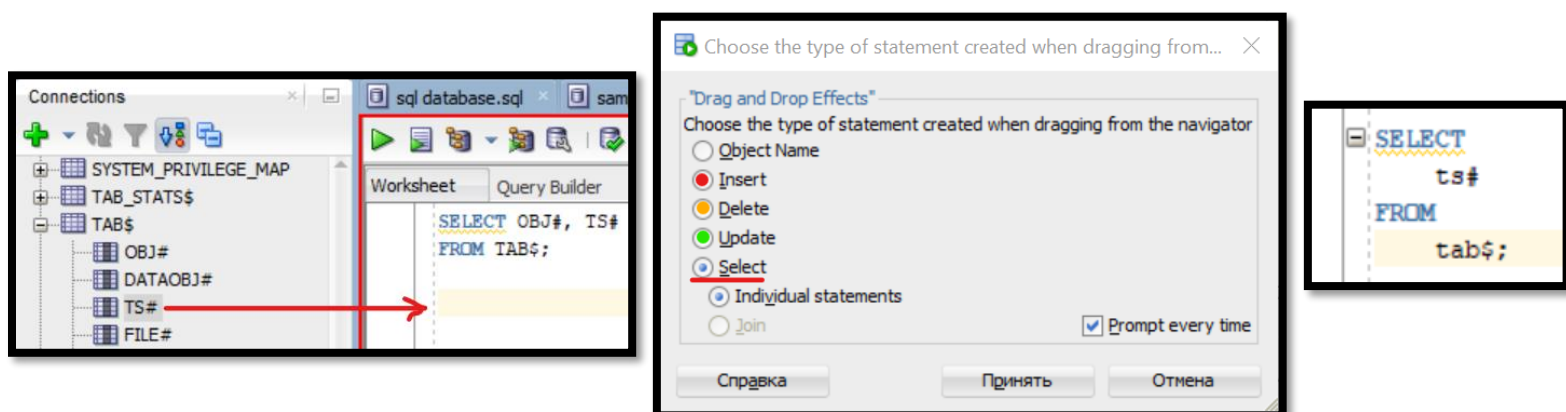 Connections
SYSTEM_PRIVILEGE_MAP
TAB_STATS$
TAB$
OBJ#
DATAOBJ#
TS#
FILE#
sql database.sql
sam
Worksheet
Query Builder
SELECT OBJ#, TS#
FROM TAB$;
Choose the type of statement created when dragging from...
"Drag and Drop Effects"
Choose the type of statement created when dragging from the navigator
Object Name
Insert
Delete
Update
Select
Individual statements
Join
Prompt every time
Справка
Принять
Отмена
SELECT
ts#
FROM
tab$;